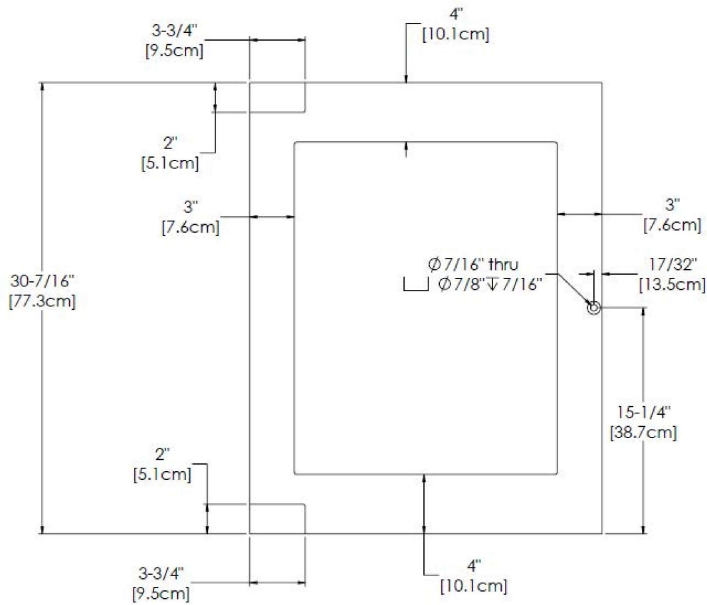 4"
[10.1cm]
3-3/4"
[9.5cm]
2"
[5.1cm]
3"
[7.6cm]
3"
[7.6cm]
Ø 7/16" thru
⌴ Ø 7/8" ↧ 7/16"
17/32"
[13.5cm]
30-7/16"
[77.3cm]
15-1/4"
[38.7cm]
2"
[5.1cm]
3-3/4"
[9.5cm]
4"
[10.1cm]